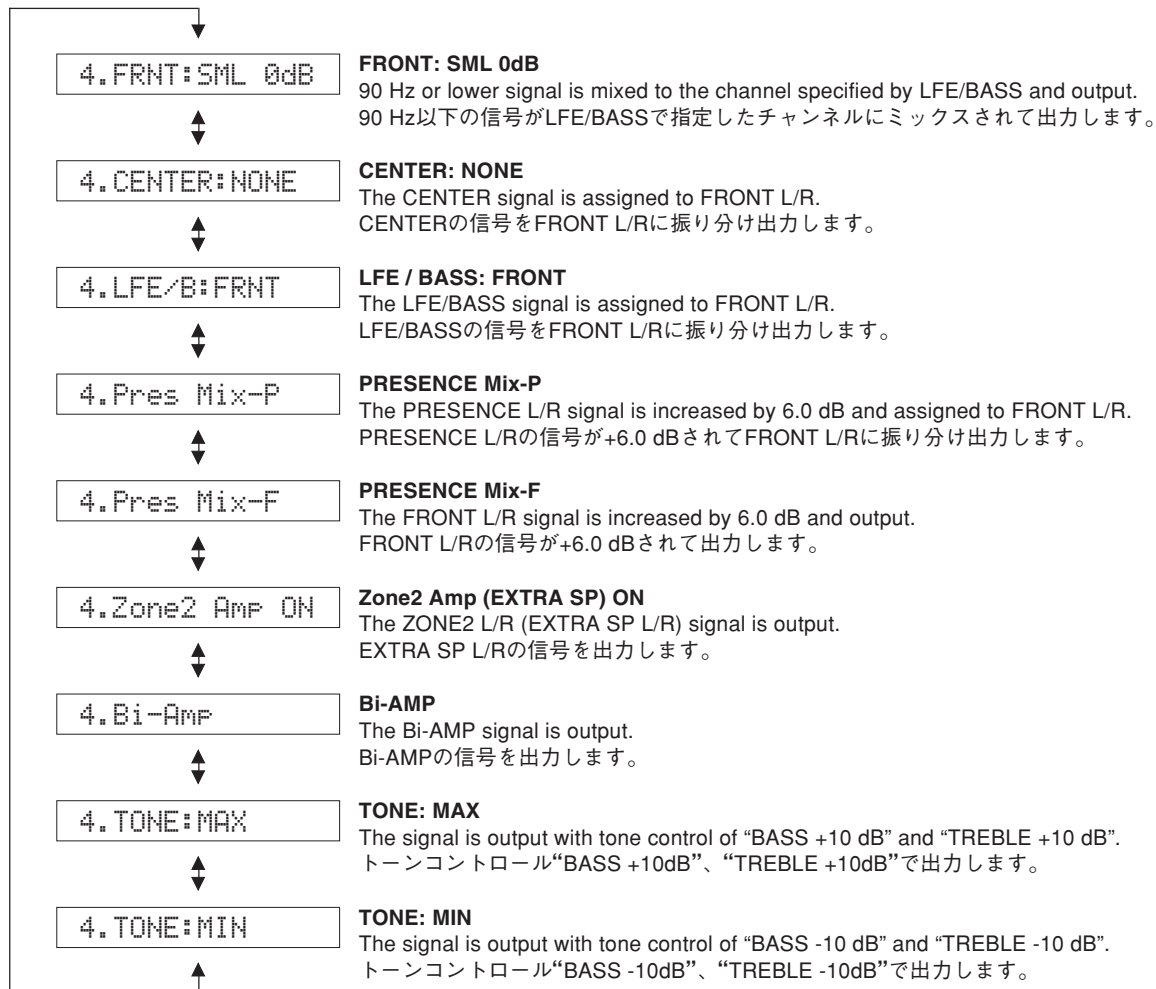 4.FRNT:SML 0dB
FRONT: SML 0dB
90 Hz or lower signal is mixed to the channel specified by LFE/BASS and output.
90 Hz以下の信号がLFE/BASSで指定したチャンネルにミックスされて出力します。
4.CENTER:NONE
CENTER: NONE
The CENTER signal is assigned to FRONT L/R.
CENTERの信号をFRONT L/Rに振り分け出力します。
4.LFE/B:FRNT
LFE / BASS: FRONT
The LFE/BASS signal is assigned to FRONT L/R.
LFE/BASSの信号をFRONT L/Rに振り分け出力します。
4.Pres Mix-P
PRESENCE Mix-P
The PRESENCE L/R signal is increased by 6.0 dB and assigned to FRONT L/R.
PRESENCE L/Rの信号が+6.0 dBされてFRONT L/Rに振り分け出力します。
4.Pres Mix-F
PRESENCE Mix-F
The FRONT L/R signal is increased by 6.0 dB and output.
FRONT L/Rの信号が+6.0 dBされて出力します。
4.Zone2 Amp ON
Zone2 Amp (EXTRA SP) ON
The ZONE2 L/R (EXTRA SP L/R) signal is output.
EXTRA SP L/Rの信号を出力します。
4.Bi-Amp
Bi-AMP
The Bi-AMP signal is output.
Bi-AMPの信号を出力します。
4.TONE:MAX
TONE: MAX
The signal is output with tone control of “BASS +10 dB” and “TREBLE +10 dB”.
トーンコントロール“BASS +10dB”、“TREBLE +10dB”で出力します。
4.TONE:MIN
TONE: MIN
The signal is output with tone control of “BASS -10 dB” and “TREBLE -10 dB”.
トーンコントロール“BASS -10dB”、“TREBLE -10dB”で出力します。